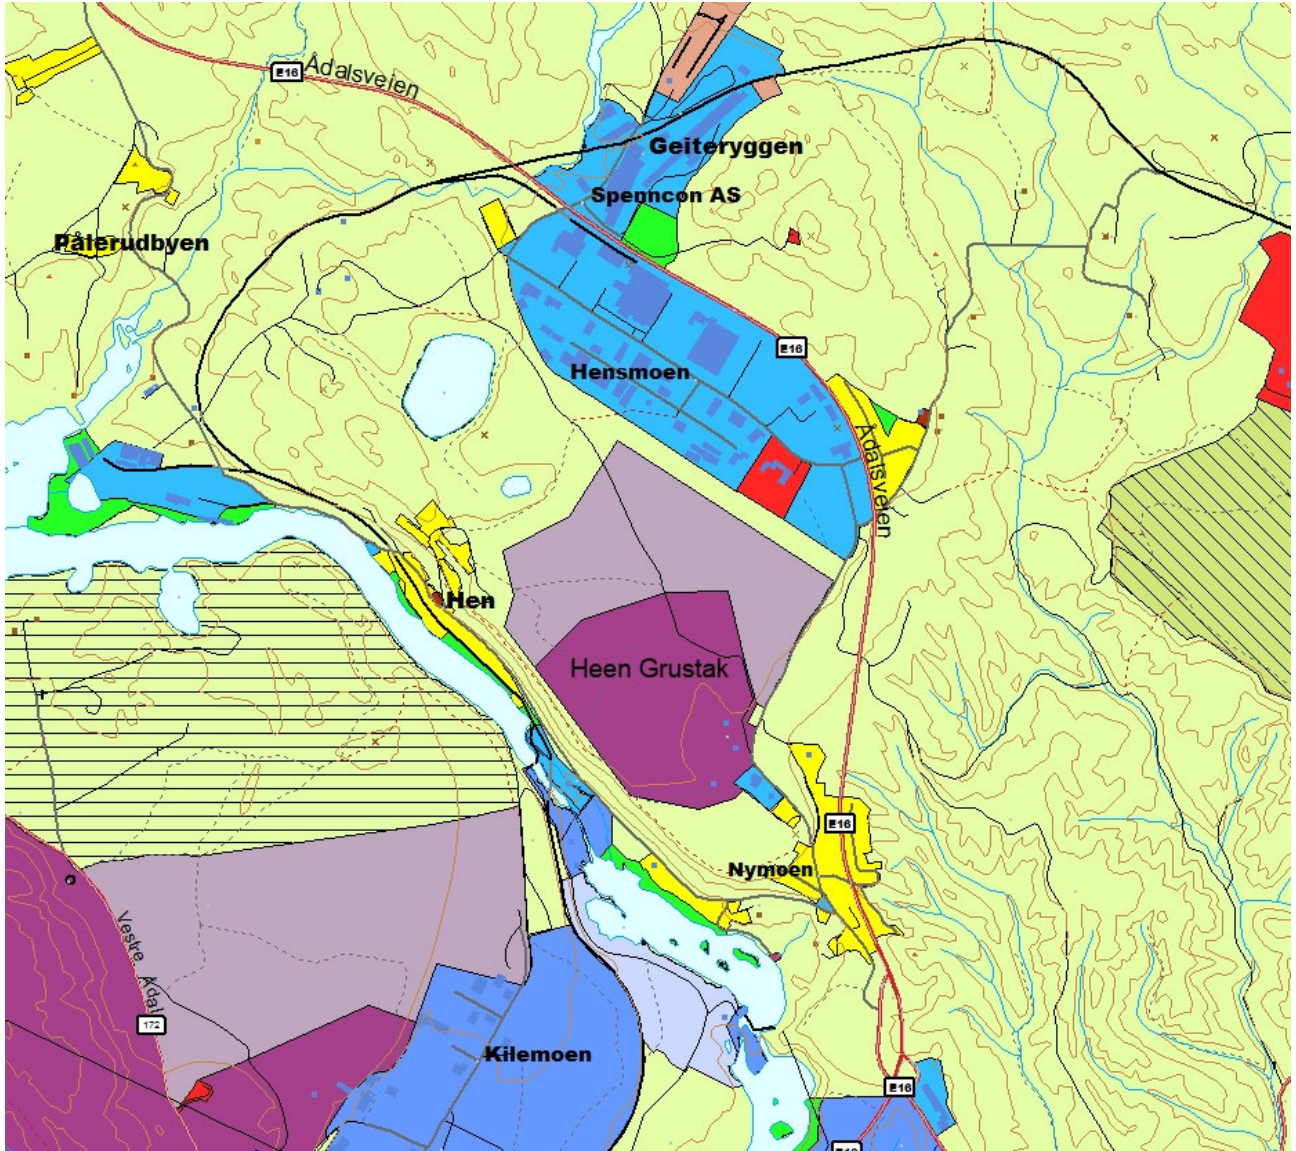 E16
Ådalsveien
Geiteryggen
Spenncon AS
Pålerudbyen
E16
Hensmoen
Ådalsveien
Hen
Heen Grustak
E16
Nymoen
Vestre Ådal
172
Kilemoen
E16